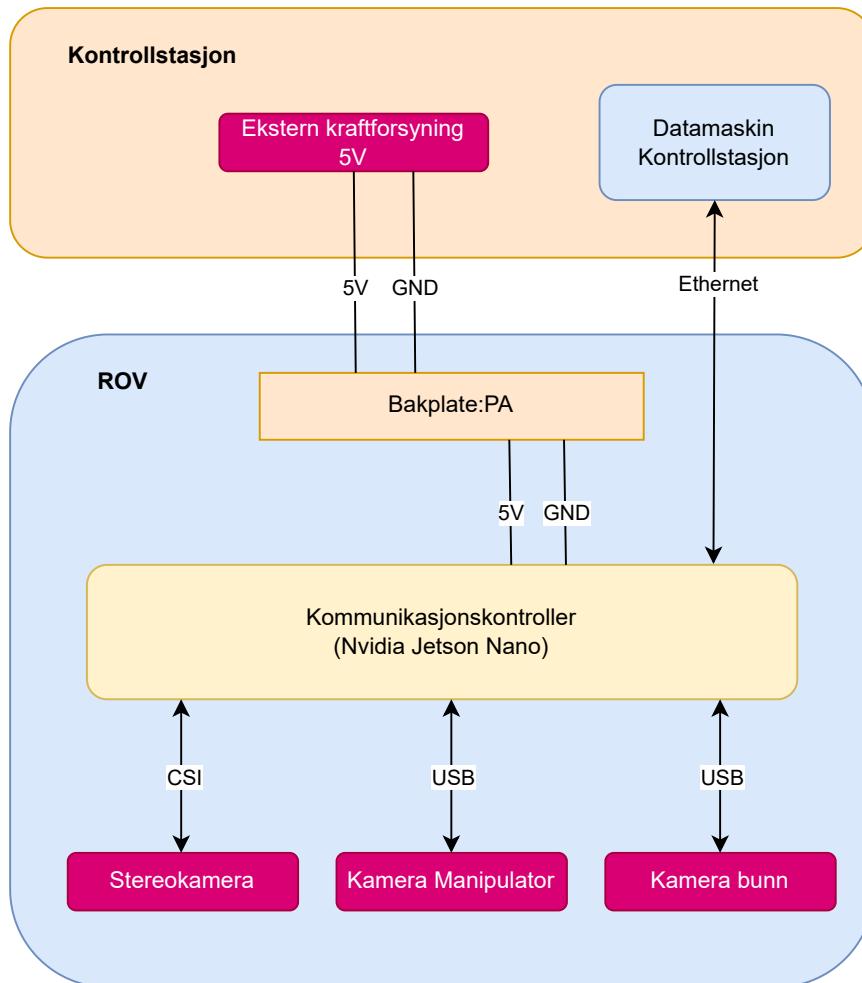 Kontrollstasjon
Ekstern kraftforsyning
5V
Datamaskin
Kontrollstasjon
5V
GND
Ethernet
ROV
Bakplate:PA
5V
GND
Kommunikasjonskontroller
(Nvidia Jetson Nano)
CSI
USB
USB
Stereokamera
Kamera Manipulator
Kamera bunn